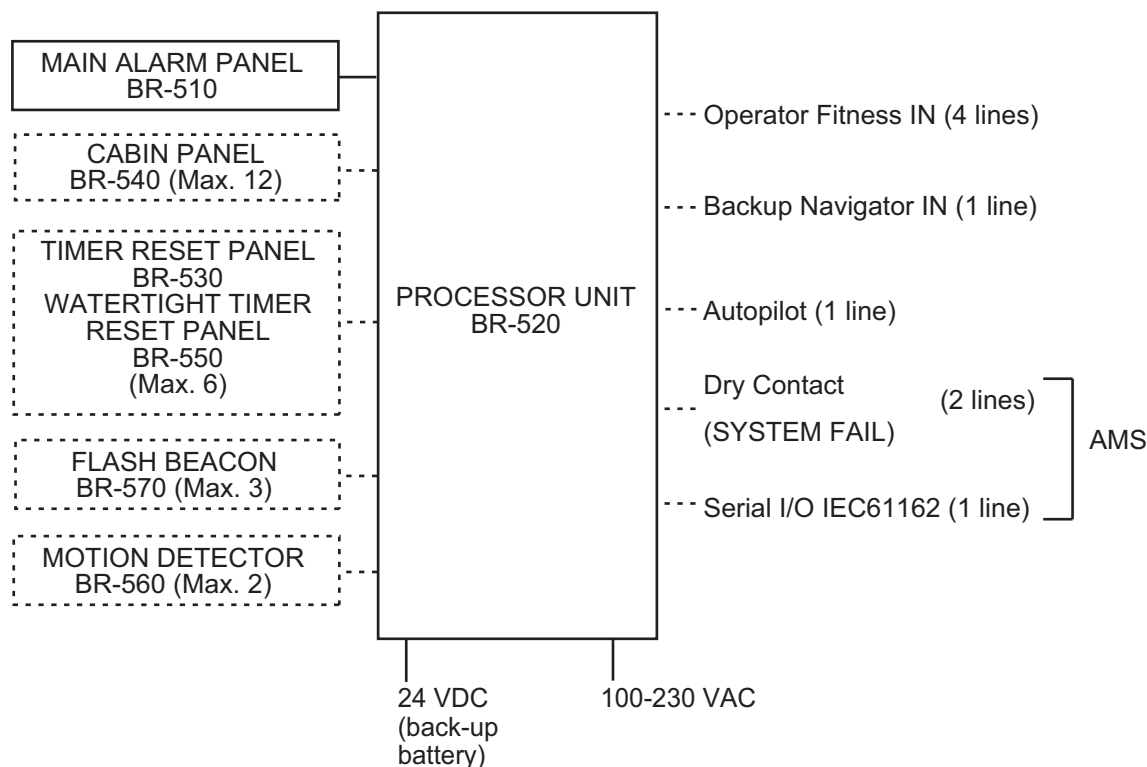 MAIN ALARM PANEL
BR-510
CABIN PANEL
BR-540 (Max. 12)
TIMER RESET PANEL
BR-530
WATERTIGHT TIMER
RESET PANEL
BR-550
(Max. 6)
FLASH BEACON
BR-570 (Max. 3)
MOTION DETECTOR
BR-560 (Max. 2)
PROCESSOR UNIT
BR-520
Operator Fitness IN (4 lines)
Backup Navigator IN (1 line)
Autopilot (1 line)
Dry Contact
(SYSTEM FAIL)
(2 lines)
Serial I/O IEC61162 (1 line)
AMS
24 VDC
(back-up
battery)
100-230 VAC